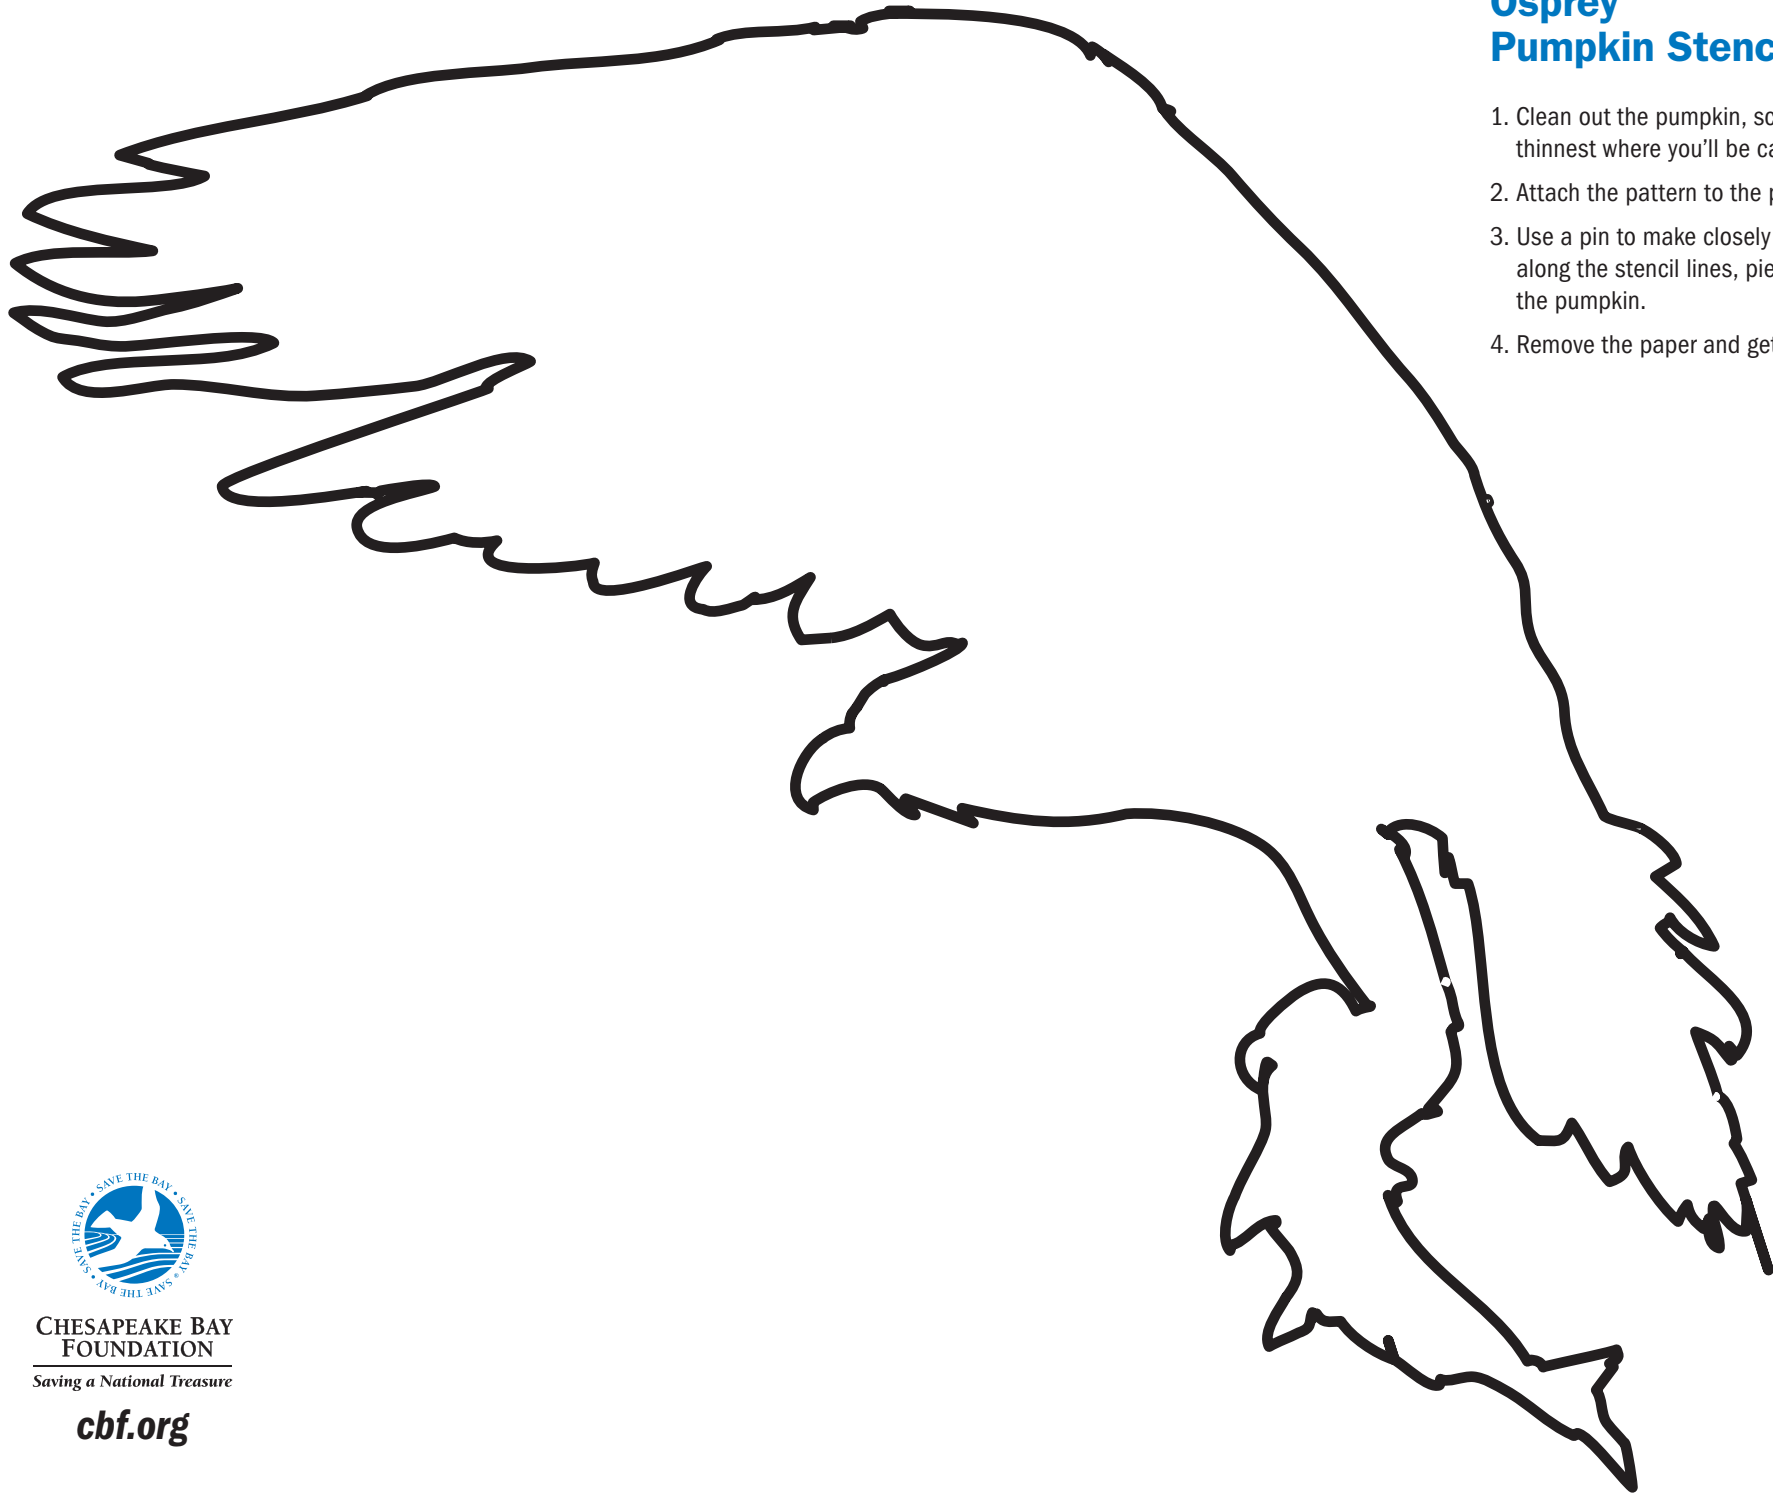 Osprey
Pumpkin Stenc
1. Clean out the pumpkin, sc
thinnest where you'll be ca
2. Attach the pattern to the p
3. Use a pin to make closely
along the stencil lines, pie
the pumpkin.
4. Remove the paper and get
SAVE THE BAY • SAVE THE BAY • SAVE THE BAY • SAVE THE BAY ® SAVE THE BAY •
CHESAPEAKE BAY
FOUNDATION
Saving a National Treasure
cbf.org